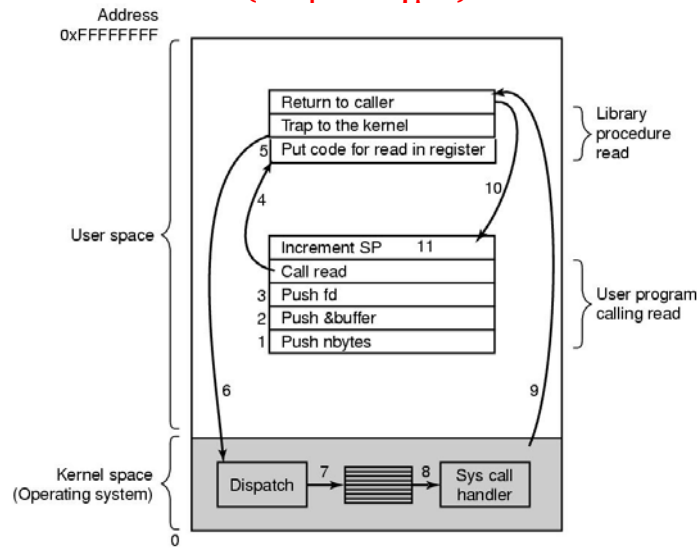 Address
0xFFFFFFFF
Return to caller
Trap to the kernel
5 Put code for read in register
Library
procedure
read
4
10
User space
Increment SP 11
Call read
3 Push fd
2 Push &buffer
1 Push nbytes
User program
calling read
6
9
Kernel space
(Operating system)
Dispatch
7
8
Sys call
handler
0